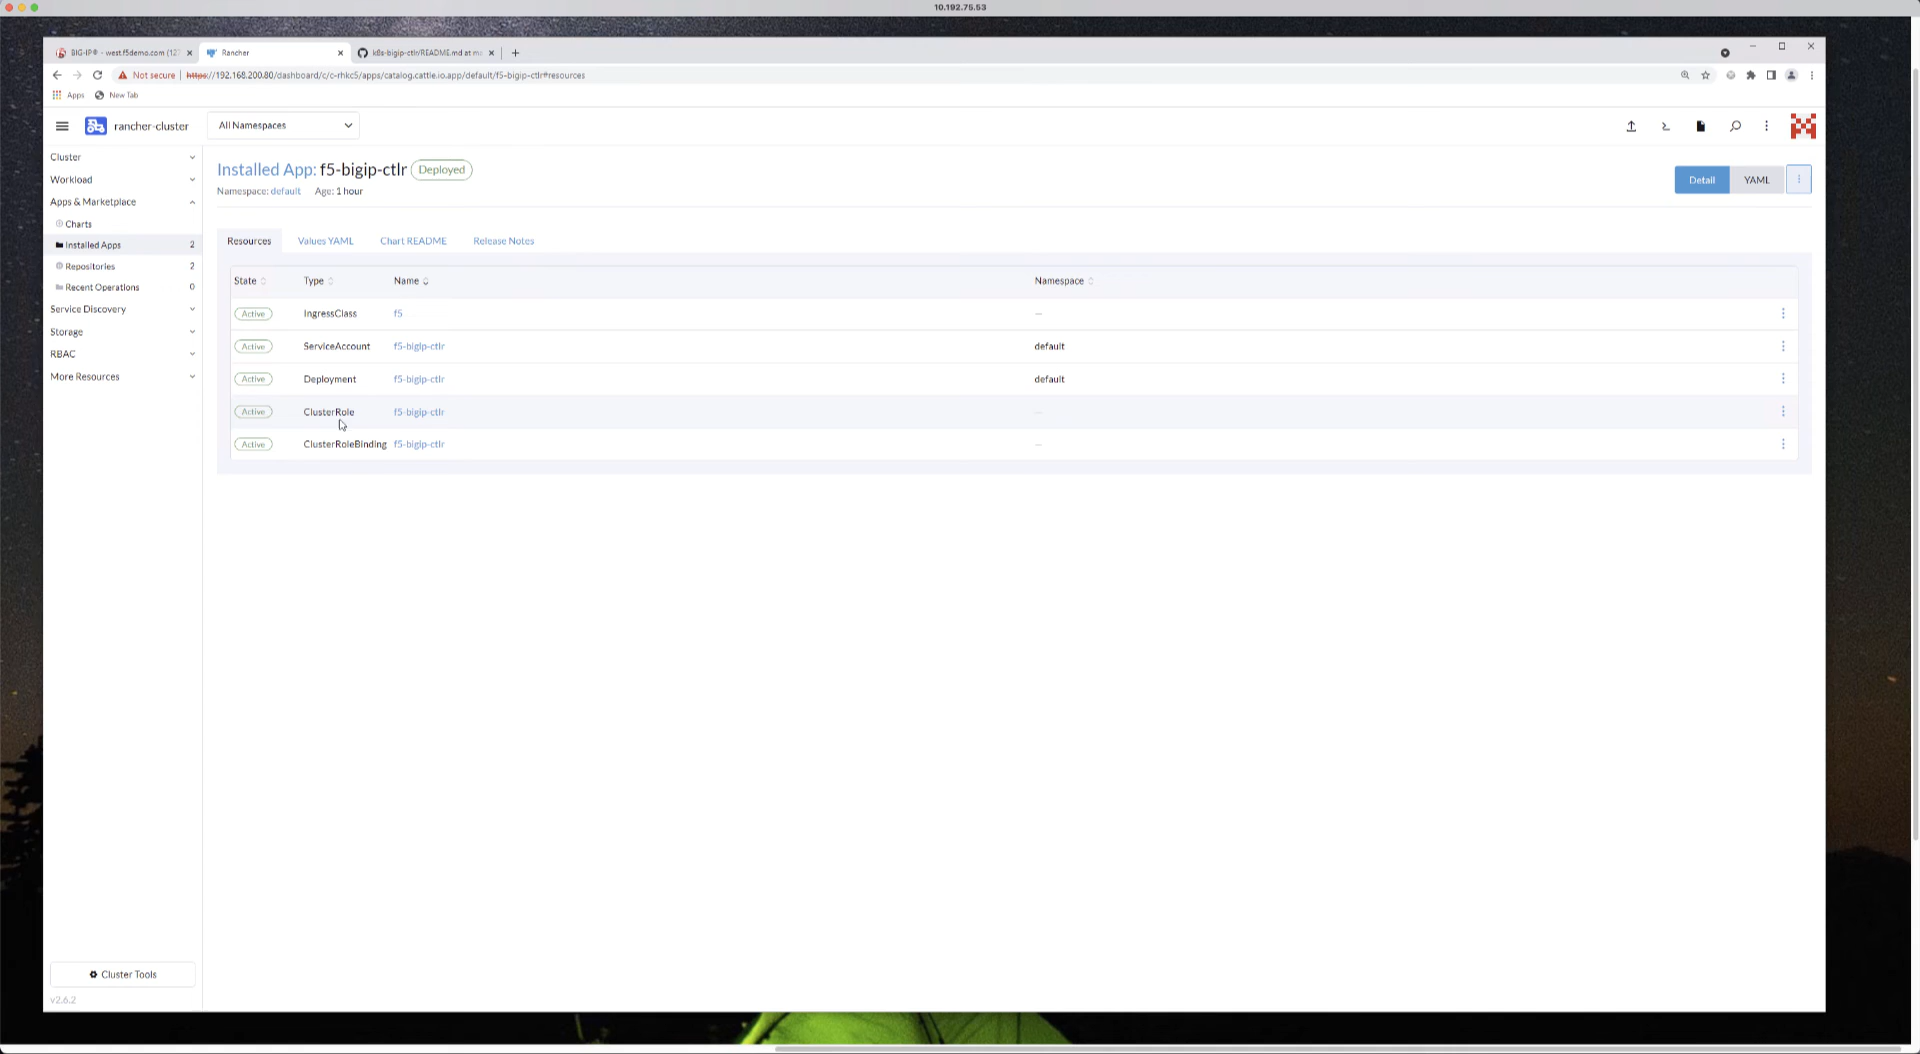 10.192.75.53
BIG-IP® - west.f5demo.com (12
Rancher
k8s-bigip-ctlr/README.md at ma
Not secure
https://192.168.200.80/dashboard/c/c-rhkc5/apps/catalog.cattle.io.app/default/f5-bigip-ctlr#resources
Apps
New Tab
rancher-cluster
All Namespaces
Cluster
Workload
Apps & Marketplace
Charts
Installed Apps 2
Repositories 2
Recent Operations 0
Service Discovery
Storage
RBAC
More Resources
Installed App: f5-bigip-ctlr Deployed
Namespace: default Age: 1 hour
Detail
YAML
Resources
Values YAML
Chart README
Release Notes
State Type Name Namespace
Active IngressClass f5 —
Active ServiceAccount f5-bigip-ctlr default
Active Deployment f5-bigip-ctlr default
Active ClusterRole f5-bigip-ctlr —
Active ClusterRoleBinding f5-bigip-ctlr —
Cluster Tools
v2.6.2